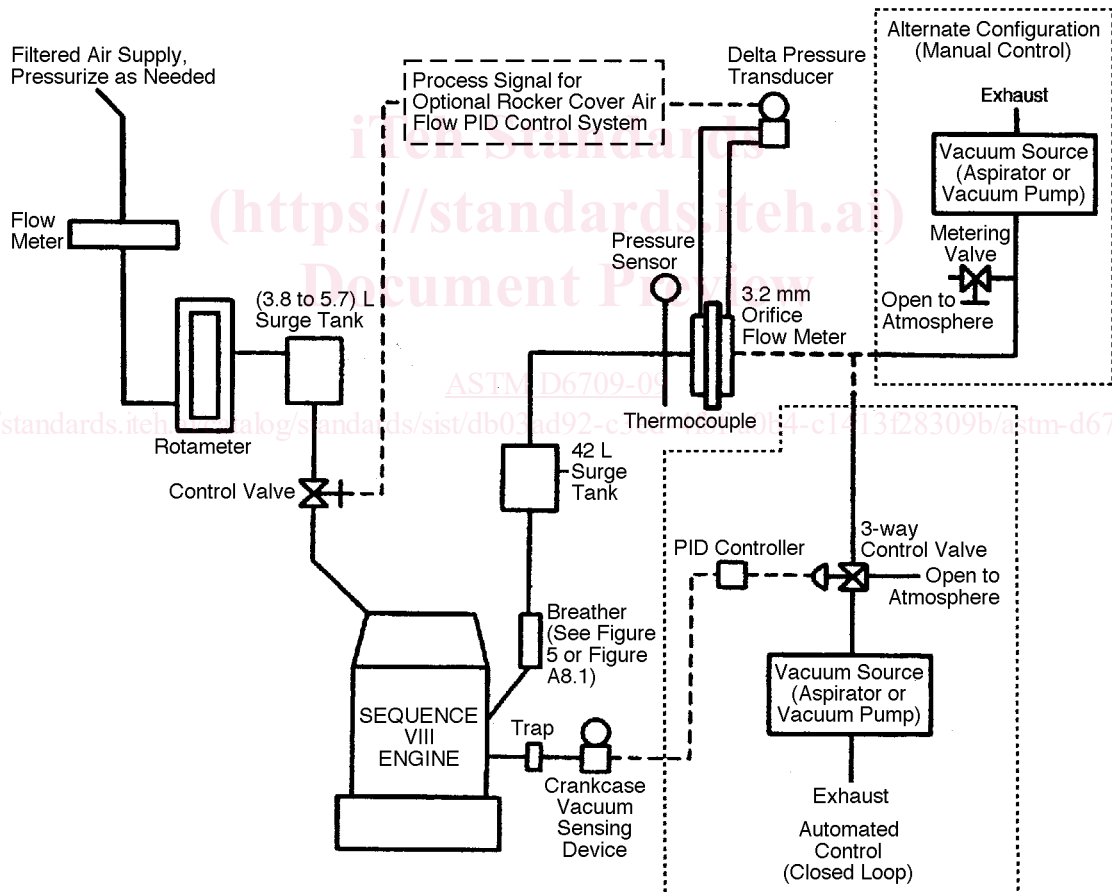 Alternate Configuration
(Manual Control)
Filtered Air Supply,
Pressurize as Needed
Process Signal for
Optional Rocker Cover Air
Flow PID Control System
Delta Pressure
Transducer
Exhaust
Vacuum Source
(Aspirator or
Vacuum Pump)
iTeh Standards
(https://standards.iteh.ai)
Document Preview
Flow
Meter
Pressure
Sensor
Metering
Valve
Open to
Atmosphere
(3.8 to 5.7) L
Surge Tank
3.2 mm
Orifice
Flow Meter
ASTM D6709-09
Thermocouple
Rotameter
42 L
Surge
Tank
Control Valve
3-way
Control Valve
PID Controller
Open to
Atmosphere
Breather
(See Figure
5 or Figure
A8.1)
Vacuum Source
(Aspirator or
Vacuum Pump)
SEQUENCE
VIII
ENGINE
Trap
Crankcase
Vacuum
Sensing
Device
Exhaust
Automated
Control
(Closed Loop)